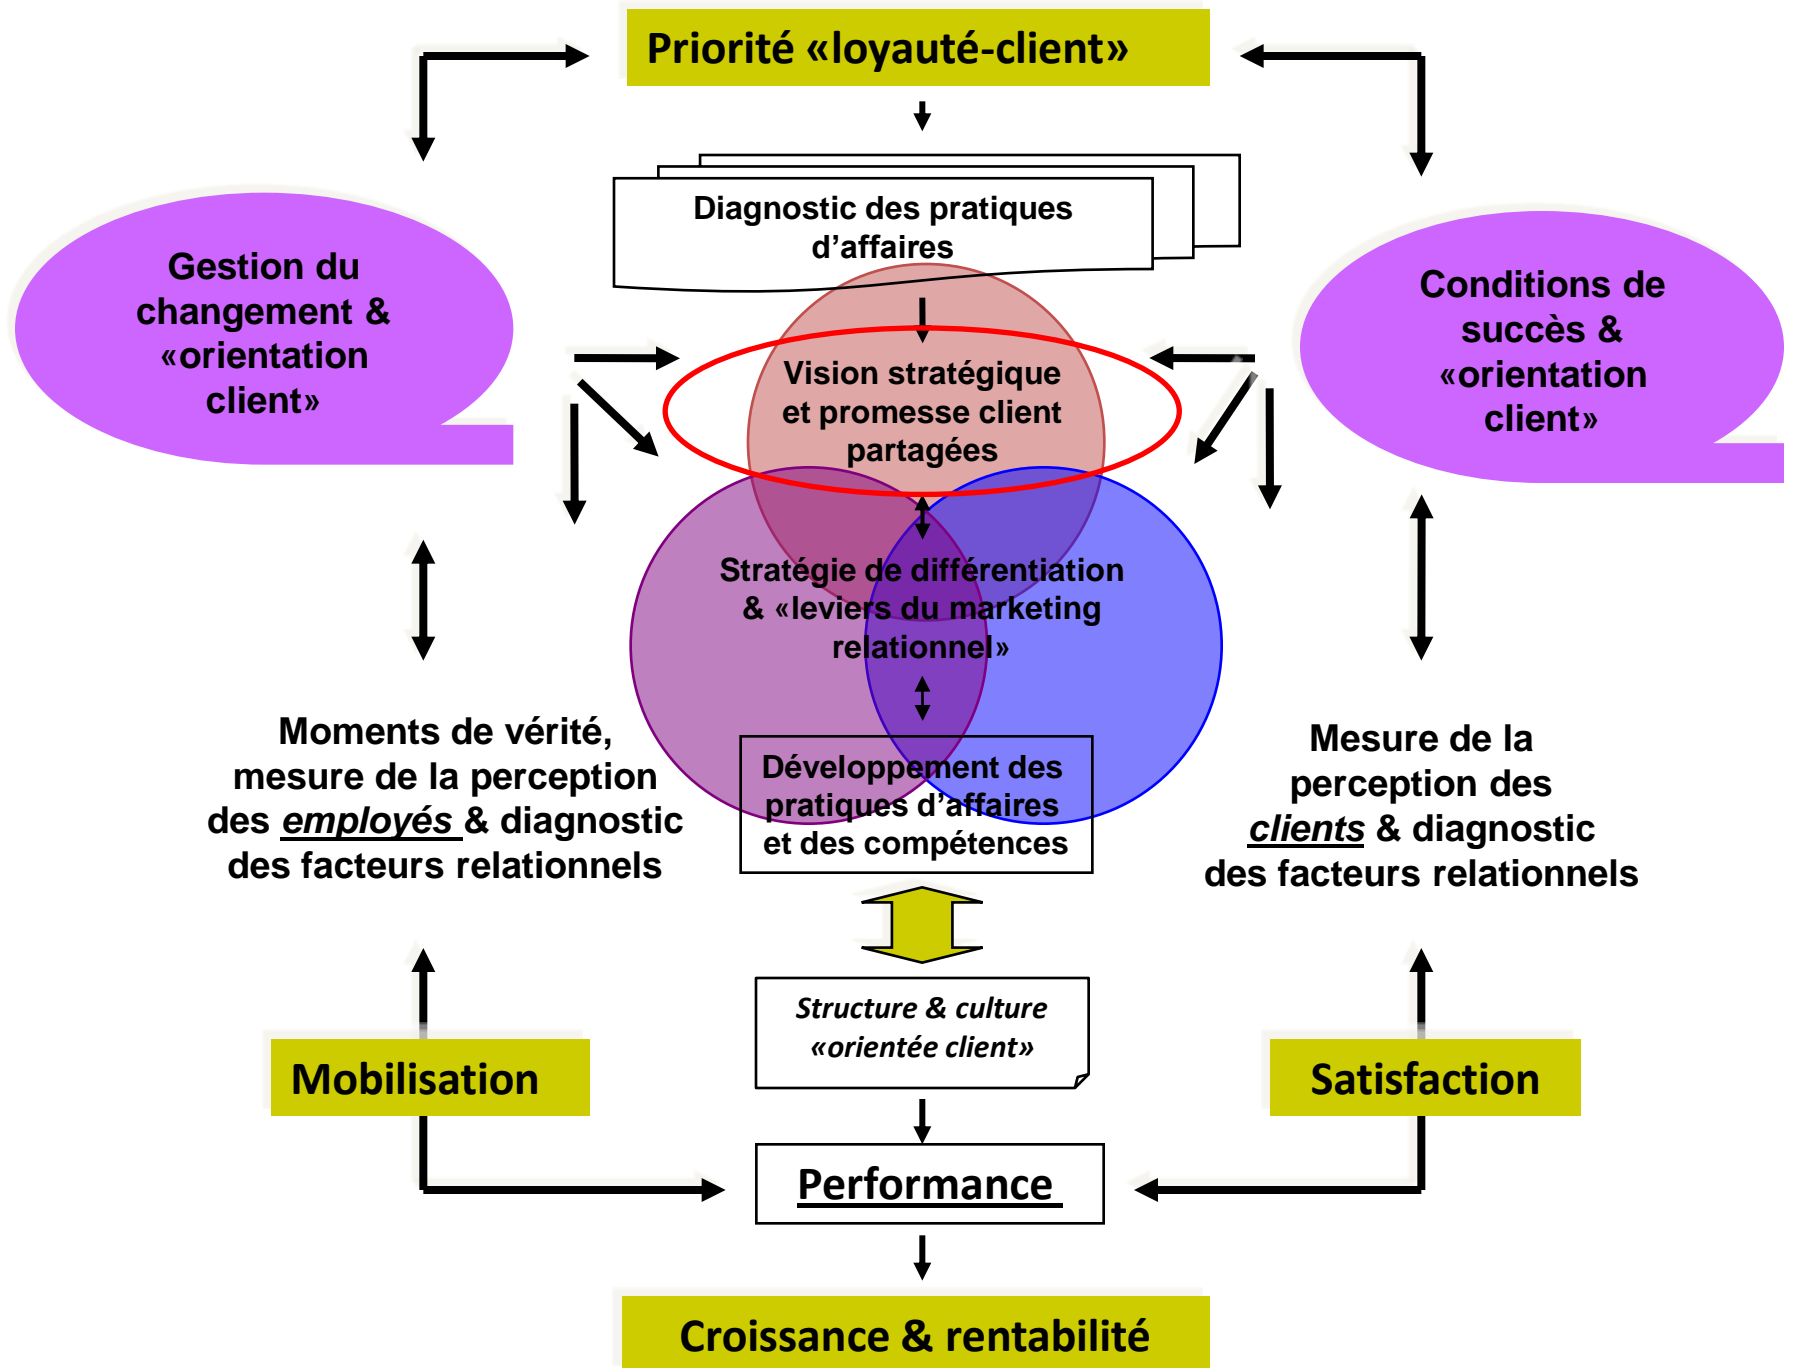 Priorité «loyauté-client»
Diagnostic des pratiques
d’affaires
Gestion du
changement &
«orientation
client»
Conditions de
succès &
«orientation
client»
Vision stratégique
et promesse client
partagées
Stratégie de différentiation
& «leviers du marketing
relationnel»
Moments de vérité,
mesure de la perception
des employés & diagnostic
des facteurs relationnels
Développement des
pratiques d’affaires
et des compétences
Mesure de la
perception des
clients & diagnostic
des facteurs relationnels
Structure & culture
«orientée client»
Mobilisation
Satisfaction
Performance
Croissance & rentabilité